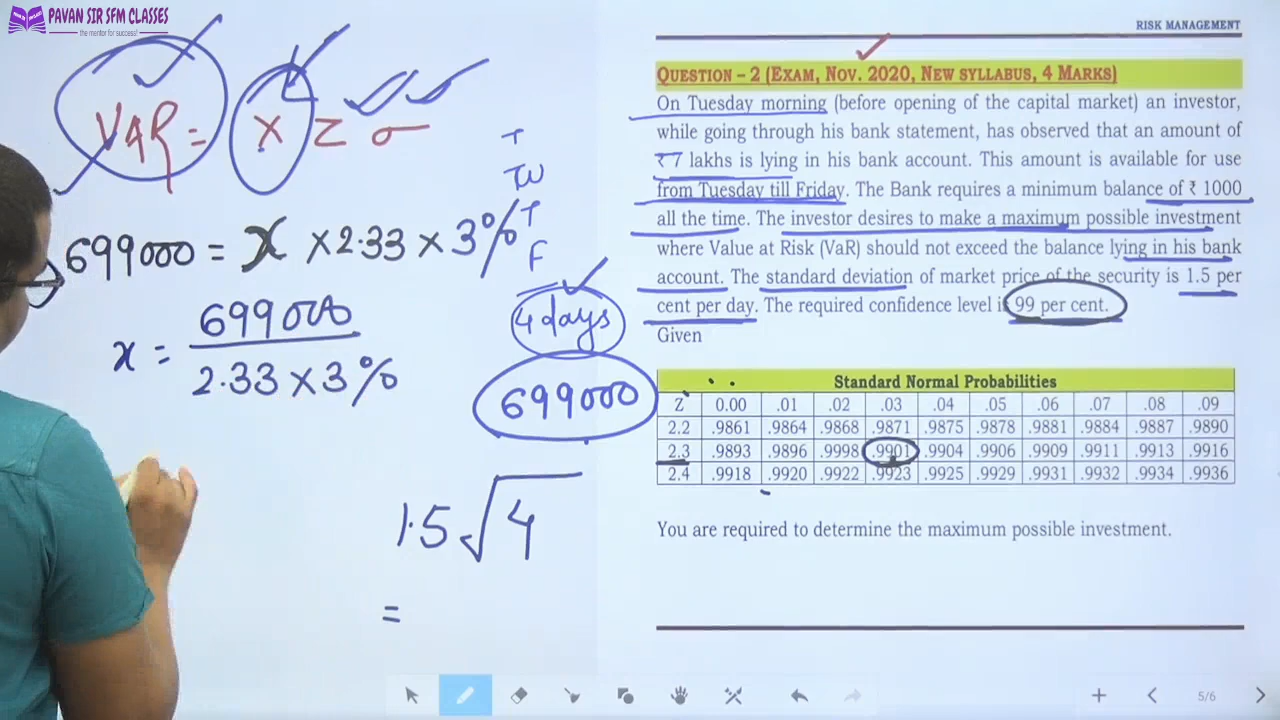 PAVAN SIR SFM CLASSES
the mentor for success!
VAR = X Z σ
699000 = x × 2.33 × 3%
x = 699000 / 2.33 × 3%
T
W
T
F
4 days
699000
1.5 √4
=
RISK MANAGEMENT
QUESTION – 2 (EXAM, NOV. 2020, NEW SYLLABUS, 4 MARKS)
On Tuesday morning (before opening of the capital market) an investor,
while going through his bank statement, has observed that an amount of
₹7 lakhs is lying in his bank account. This amount is available for use
from Tuesday till Friday. The Bank requires a minimum balance of ₹ 1000
all the time. The investor desires to make a maximum possible investment
where Value at Risk (VaR) should not exceed the balance lying in his bank
account. The standard deviation of market price of the security is 1.5 per
cent per day. The required confidence level is 99 per cent.
Given
Standard Normal Probabilities
Z 0.00 .01 .02 .03 .04 .05 .06 .07 .08 .09
2.2 .9861 .9864 .9868 .9871 .9875 .9878 .9881 .9884 .9887 .9890
2.3 .9893 .9896 .9998 .9901 .9904 .9906 .9909 .9911 .9913 .9916
2.4 .9918 .9920 .9922 .9923 .9925 .9929 .9931 .9932 .9934 .9936
You are required to determine the maximum possible investment.
5/6